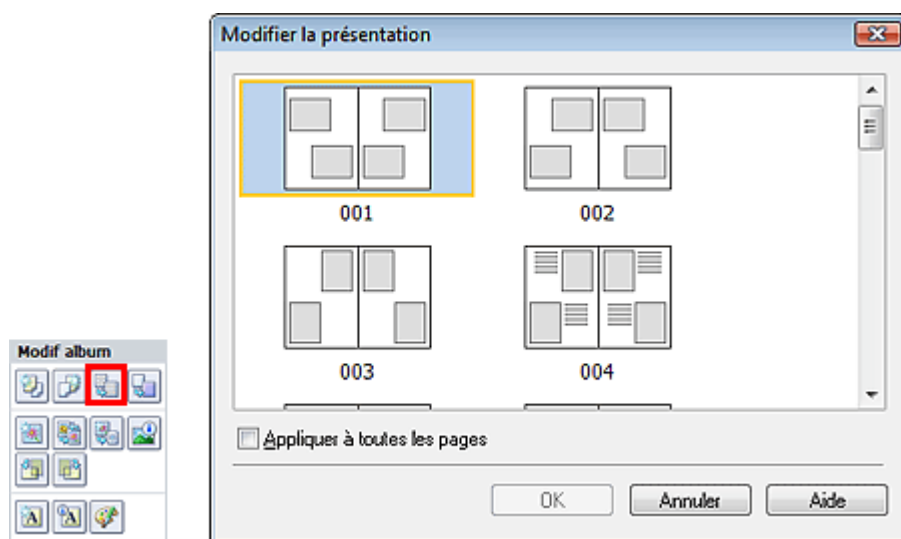 Modifier la présentation
001
002
003
004
Modif album
Appliquer à toutes les pages
OK
Annuler
Aide